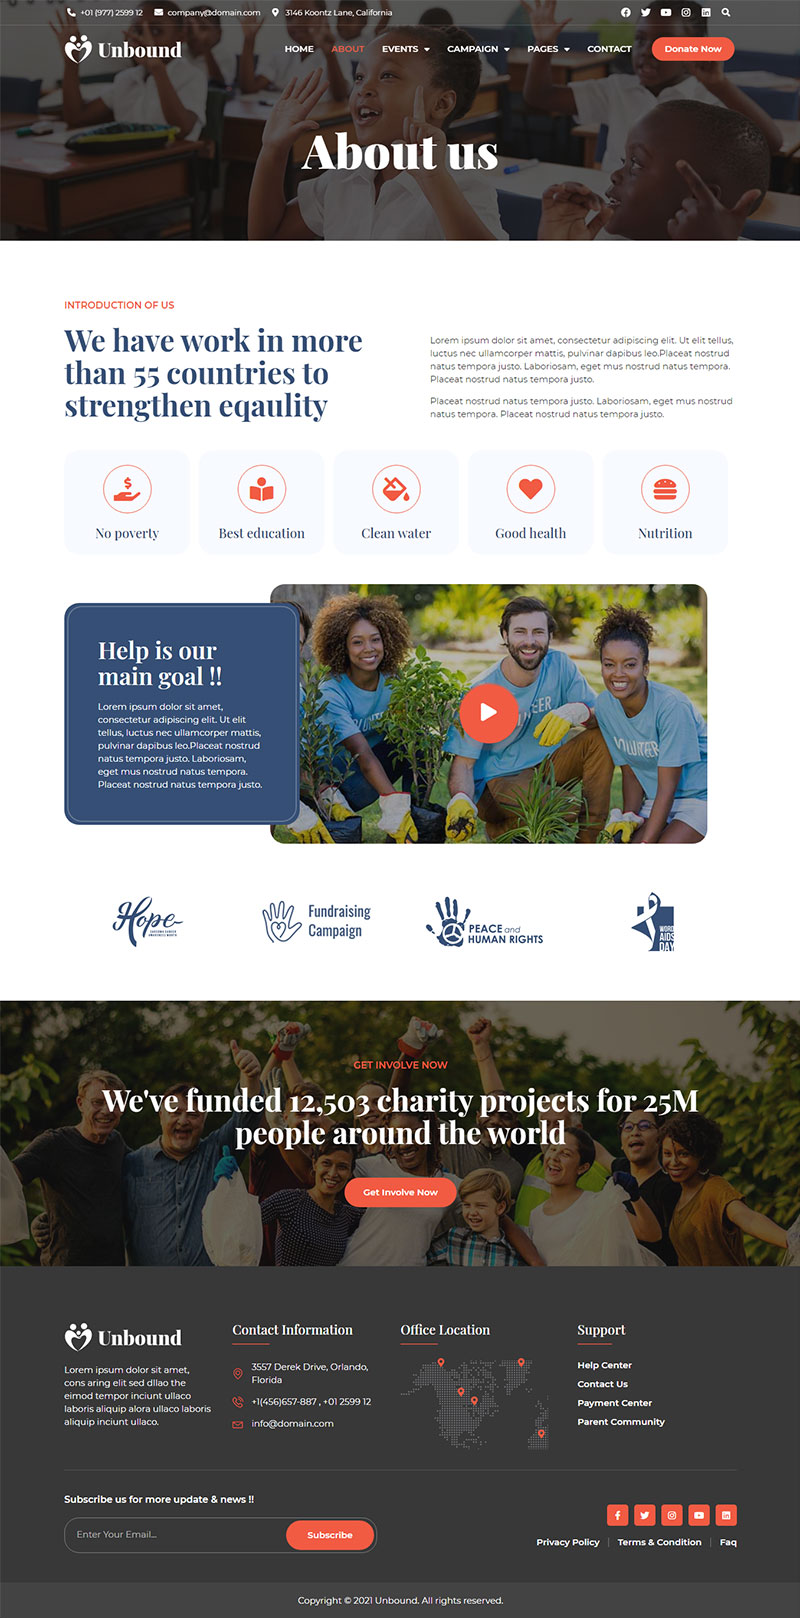 +01 (977) 2599 12 company@domain.com 3146 Koontz Lane, California
Unbound HOME ABOUT EVENTS CAMPAIGN PAGES CONTACT Donate Now
About us
INTRODUCTION OF US
We have work in more
than 55 countries to
strengthen eqaulity
Lorem ipsum dolor sit amet, consectetur adipiscing elit. Ut elit tellus,
luctus nec ullamcorper mattis, pulvinar dapibus leo.Placeat nostrud
natus tempora justo. Laboriosam, eget mus nostrud natus tempora.
Placeat nostrud natus tempora justo.
Placeat nostrud natus tempora justo. Laboriosam, eget mus nostrud
natus tempora. Placeat nostrud natus tempora justo.
No poverty Best education Clean water Good health Nutrition
Help is our
main goal !!
Lorem ipsum dolor sit amet,
consectetur adipiscing elit. Ut elit
tellus, luctus nec ullamcorper mattis,
pulvinar dapibus leo.Placeat nostrud
natus tempora justo. Laboriosam,
eget mus nostrud natus tempora.
Placeat nostrud natus tempora justo.
VOLUNTEER
Hope
Fundraising
Campaign
PEACE and
HUMAN RIGHTS
WORLD
AIDS
DAY
GET INVOLVE NOW
We've funded 12,503 charity projects for 25M
people around the world
Get Involve Now
Unbound
Lorem ipsum dolor sit amet,
cons aring elit sed dllao the
eimod tempor inciunt ullaco
laboris aliquip alora ullaco laboris
aliquip inciunt ullaco.
Contact Information
3557 Derek Drive, Orlando,
Florida
+1(456)657-887 , +01 2599 12
info@domain.com
Office Location
Support
Help Center
Contact Us
Payment Center
Parent Community
Subscribe us for more update & news !!
Enter Your Email... Subscribe
Privacy Policy Terms & Condition Faq
Copyright © 2021 Unbound. All rights reserved.